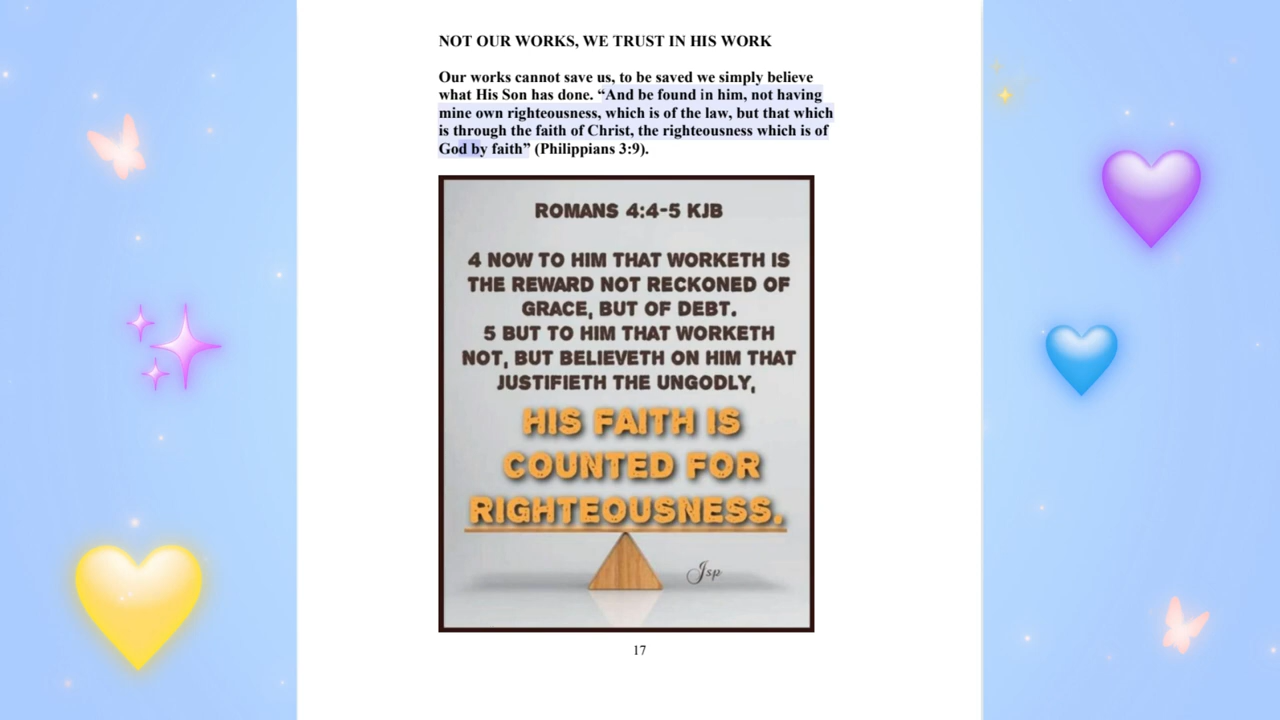 NOT OUR WORKS, WE TRUST IN HIS WORK
Our works cannot save us, to be saved we simply believe
what His Son has done. “And be found in him, not having
mine own righteousness, which is of the law, but that which
is through the faith of Christ, the righteousness which is of
God by faith” (Philippians 3:9).
ROMANS 4:4-5 KJB
4 NOW TO HIM THAT WORKETH IS
THE REWARD NOT RECKONED OF
GRACE, BUT OF DEBT.
5 BUT TO HIM THAT WORKETH
NOT, BUT BELIEVETH ON HIM THAT
JUSTIFIETH THE UNGODLY,
HIS FAITH IS
COUNTED FOR
RIGHTEOUSNESS.
Jsp
17